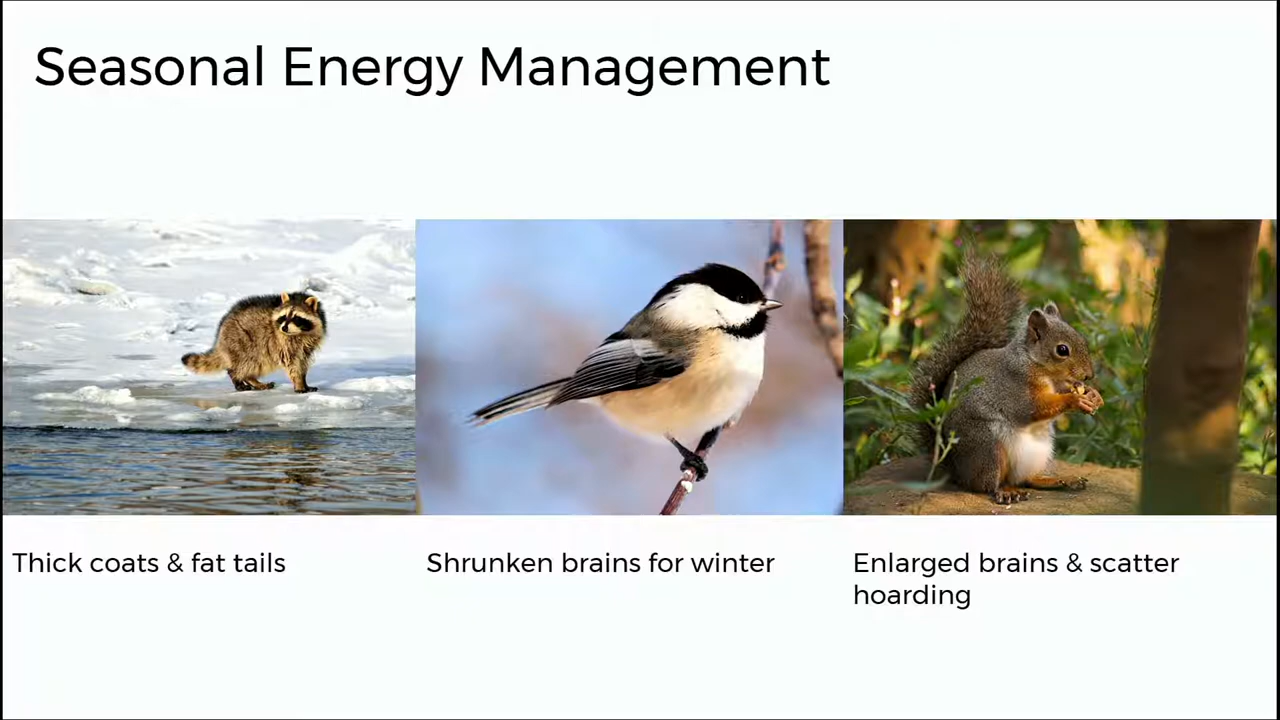 Seasonal Energy Management
Thick coats & fat tails
Shrunken brains for winter
Enlarged brains & scatter
hoarding